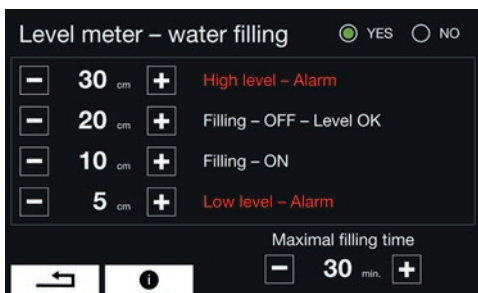 Level meter – water filling YES NO
30 cm High level – Alarm
20 cm Filling – OFF – Level OK
10 cm Filling – ON
5 cm Low level – Alarm
Maximal filling time
30 min.